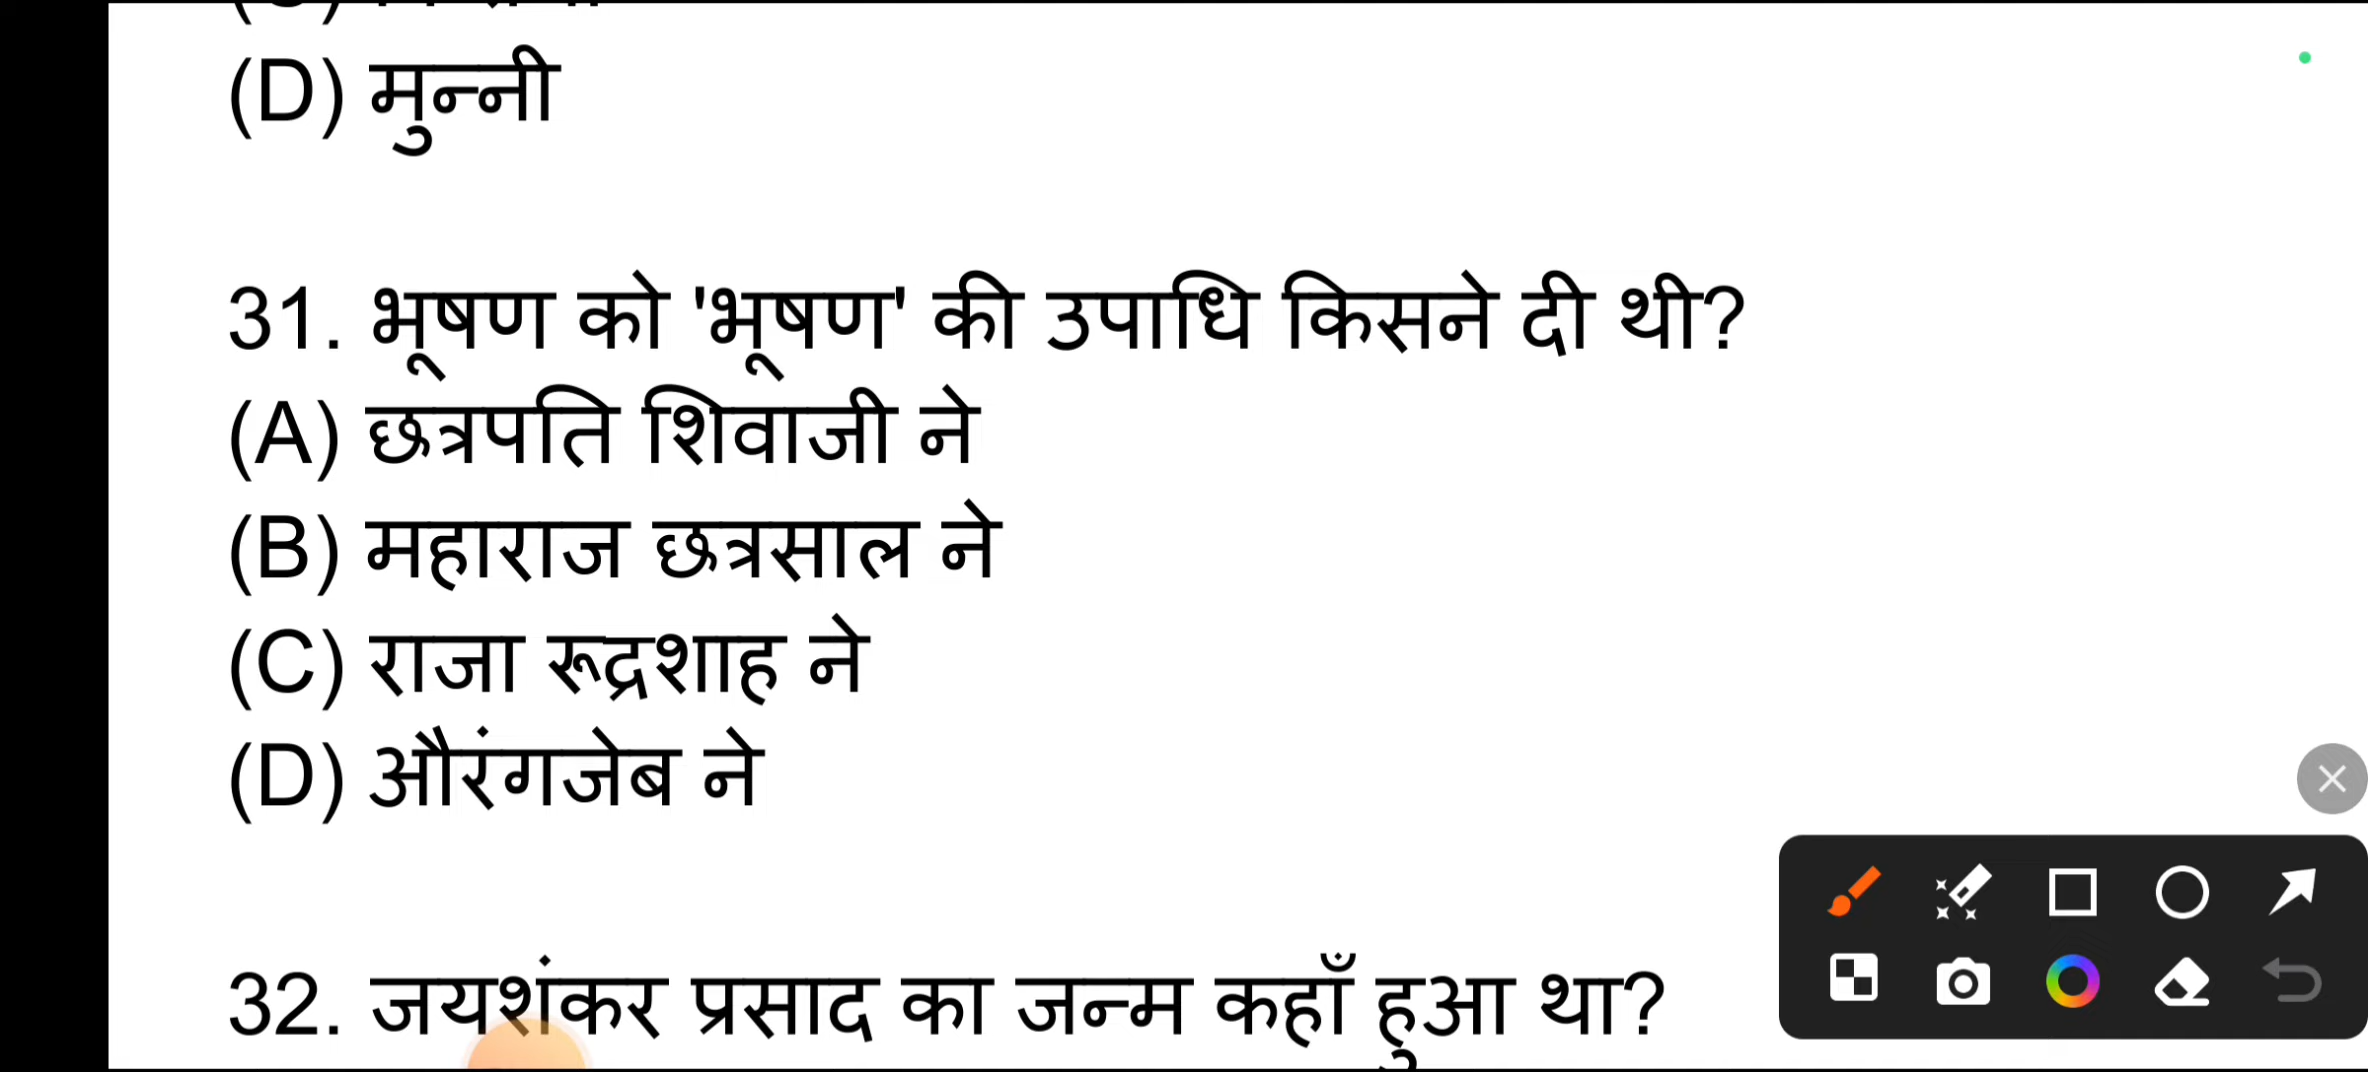 (D) मुन्नी
31. भूषण को 'भूषण' की उपाधि किसने दी थी?
(A) छत्रपति शिवाजी ने
(B) महाराज छत्रसाल ने
(C) राजा रूद्रशाह ने
(D) औरंगजेब ने
32. जयशंकर प्रसाद का जन्म कहाँ हुआ था?